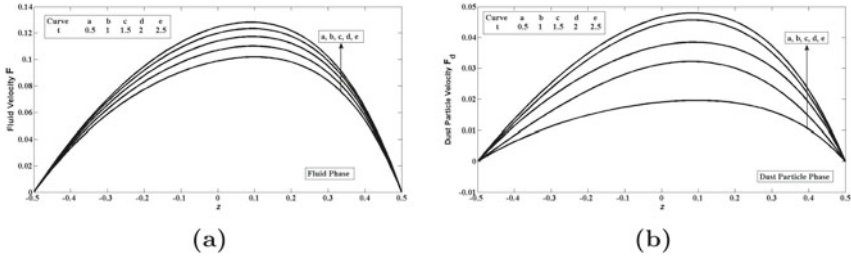 Curve a b c d e
t 0.5 1 1.5 2 2.5
a, b, c, d, e
Fluid Phase
Fluid Velocity F
0.14
0.12
0.1
0.08
0.06
0.04
0.02
0
-0.5 -0.4 -0.3 -0.2 -0.1 0 0.1 0.2 0.3 0.4 0.5
z
(a)
Curve a b c d e
t 0.5 1 1.5 2 2.5
a, b, c, d, e
Dust Particle Phase
Dust Particle Velocity Fd
0.05
0.04
0.03
0.02
0.01
0
-0.01
-0.5 -0.4 -0.3 -0.2 -0.1 0 0.1 0.2 0.3 0.4 0.5
z
(b)